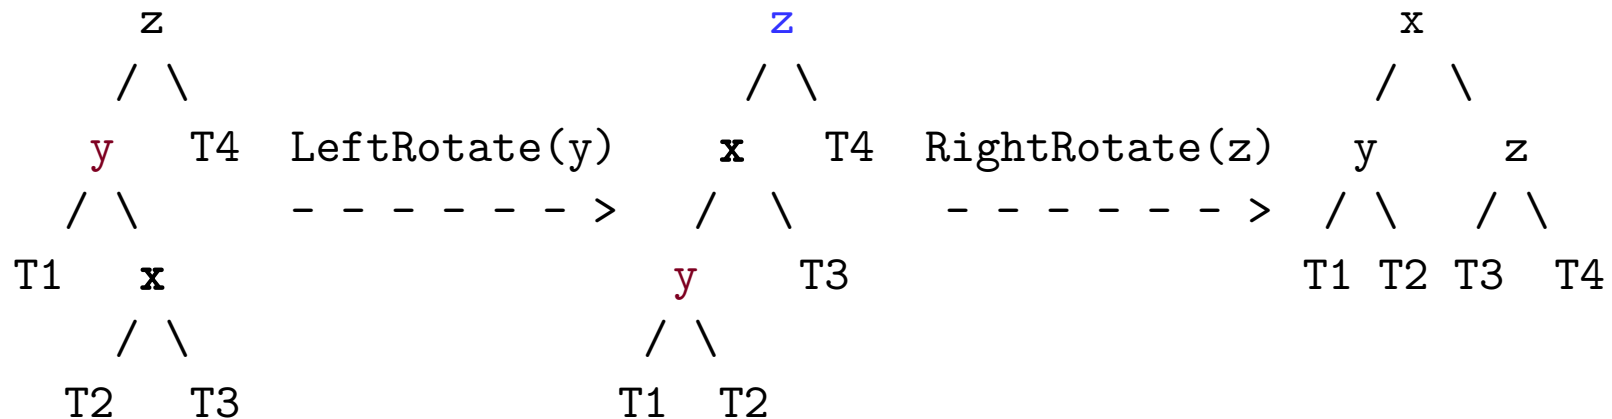 z z x
/ \ / \ / \
y T4 LeftRotate(y) x T4 RightRotate(z) y z
/ \ - - - - - - > / \ - - - - - - > / \ / \
T1 x y T3 T1 T2 T3 T4
/ \ / \
T2 T3 T1 T2